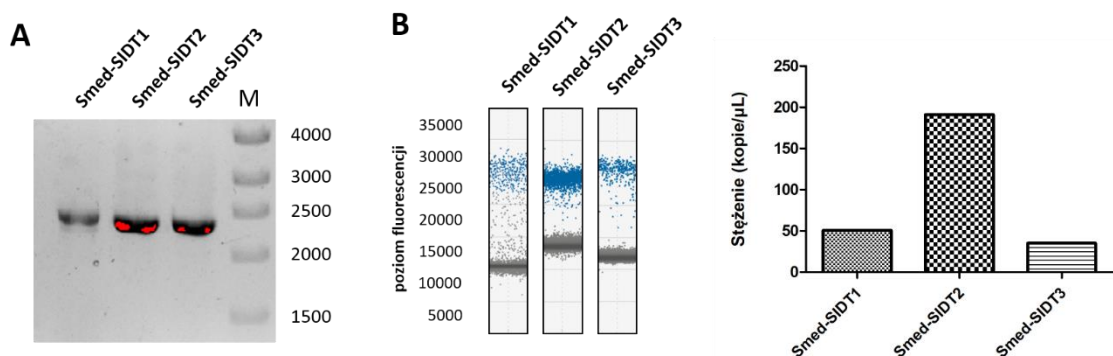 A
Smed-SIDT1
Smed-SIDT2
Smed-SIDT3
M
4000
3000
2500
2000
1500
B
Smed-SIDT1
Smed-SIDT2
Smed-SIDT3
poziom fluorescencji
35000
30000
25000
20000
15000
10000
5000
Stężenie (kopie/μL)
250
200
150
100
50
0
Smed-SIDT1
Smed-SIDT2
Smed-SIDT3